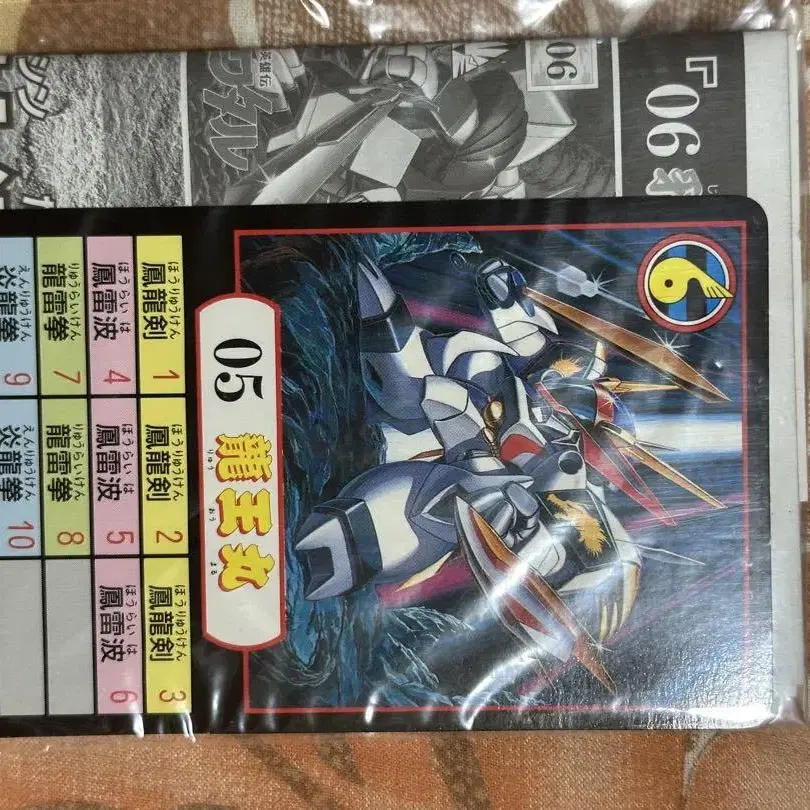 英雄伝
06
『06
6
05 龍王丸
りゅう おう まる
ほうりゅうけん
鳳龍剣 1
ほうりゅうけん
鳳龍剣 2
ほうりゅうけん
鳳龍剣 3
ほうらいは
鳳雷波 4
ほうらいは
鳳雷波 5
ほうらいは
鳳雷波 6
りゅうらいけん
龍雷拳 7
りゅうらいけん
龍雷拳 8
えんりゅうけん
炎龍拳 9
えんりゅうけん
炎龍拳 10